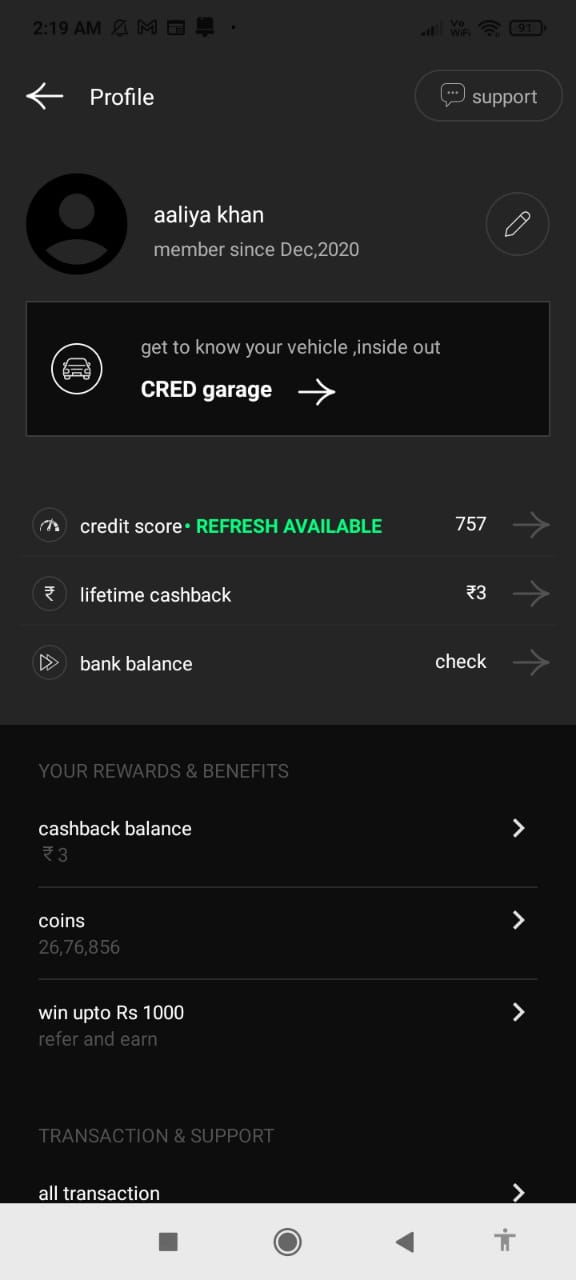 2:19 AM
Vo
WiFi
91
Profile
support
aaliya khan
member since Dec,2020
get to know your vehicle ,inside out
CRED garage
credit score• REFRESH AVAILABLE 757
lifetime cashback ₹3
bank balance check
YOUR REWARDS & BENEFITS
cashback balance
₹ 3
coins
26,76,856
win upto Rs 1000
refer and earn
TRANSACTION & SUPPORT
all transaction